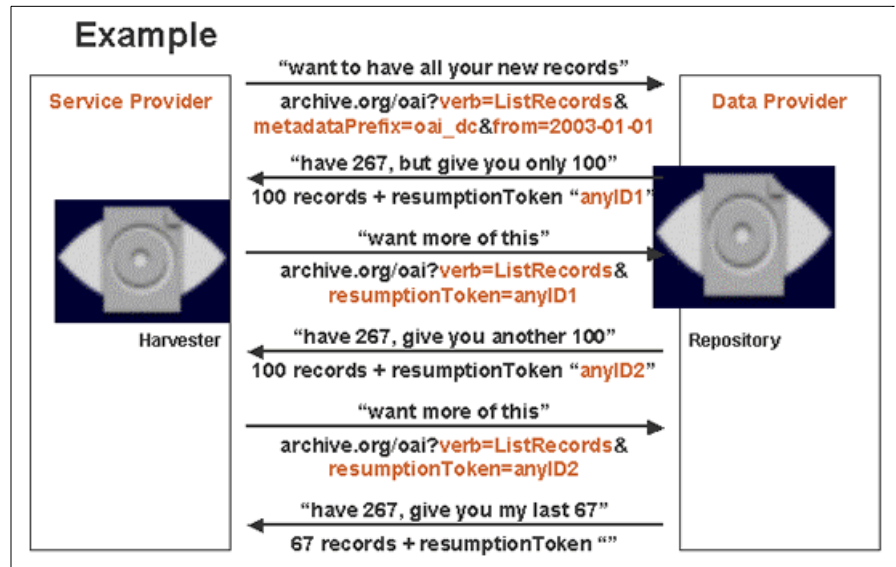 Example
Service Provider
Data Provider
“want to have all your new records”
archive.org/oai?verb=ListRecords&
metadataPrefix=oai_dc&from=2003-01-01
“have 267, but give you only 100”
100 records + resumptionToken “anyID1”
“want more of this”
archive.org/oai?verb=ListRecords&
resumptionToken=anyID1
Harvester
Repository
“have 267, give you another 100”
100 records + resumptionToken “anyID2”
“want more of this”
archive.org/oai?verb=ListRecords&
resumptionToken=anyID2
“have 267, give you my last 67”
67 records + resumptionToken “”